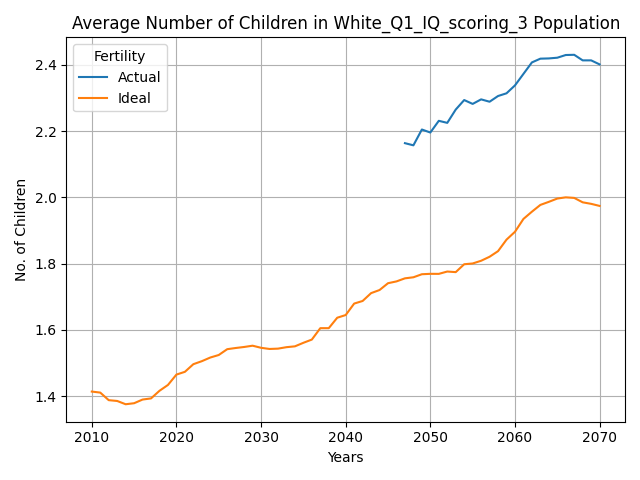 Average Number of Children in White_Q1_IQ_scoring_3 Population
Fertility
Actual
Ideal
No. of Children
2.4
2.2
2.0
1.8
1.6
1.4
2010 2020 2030 2040 2050 2060 2070
Years